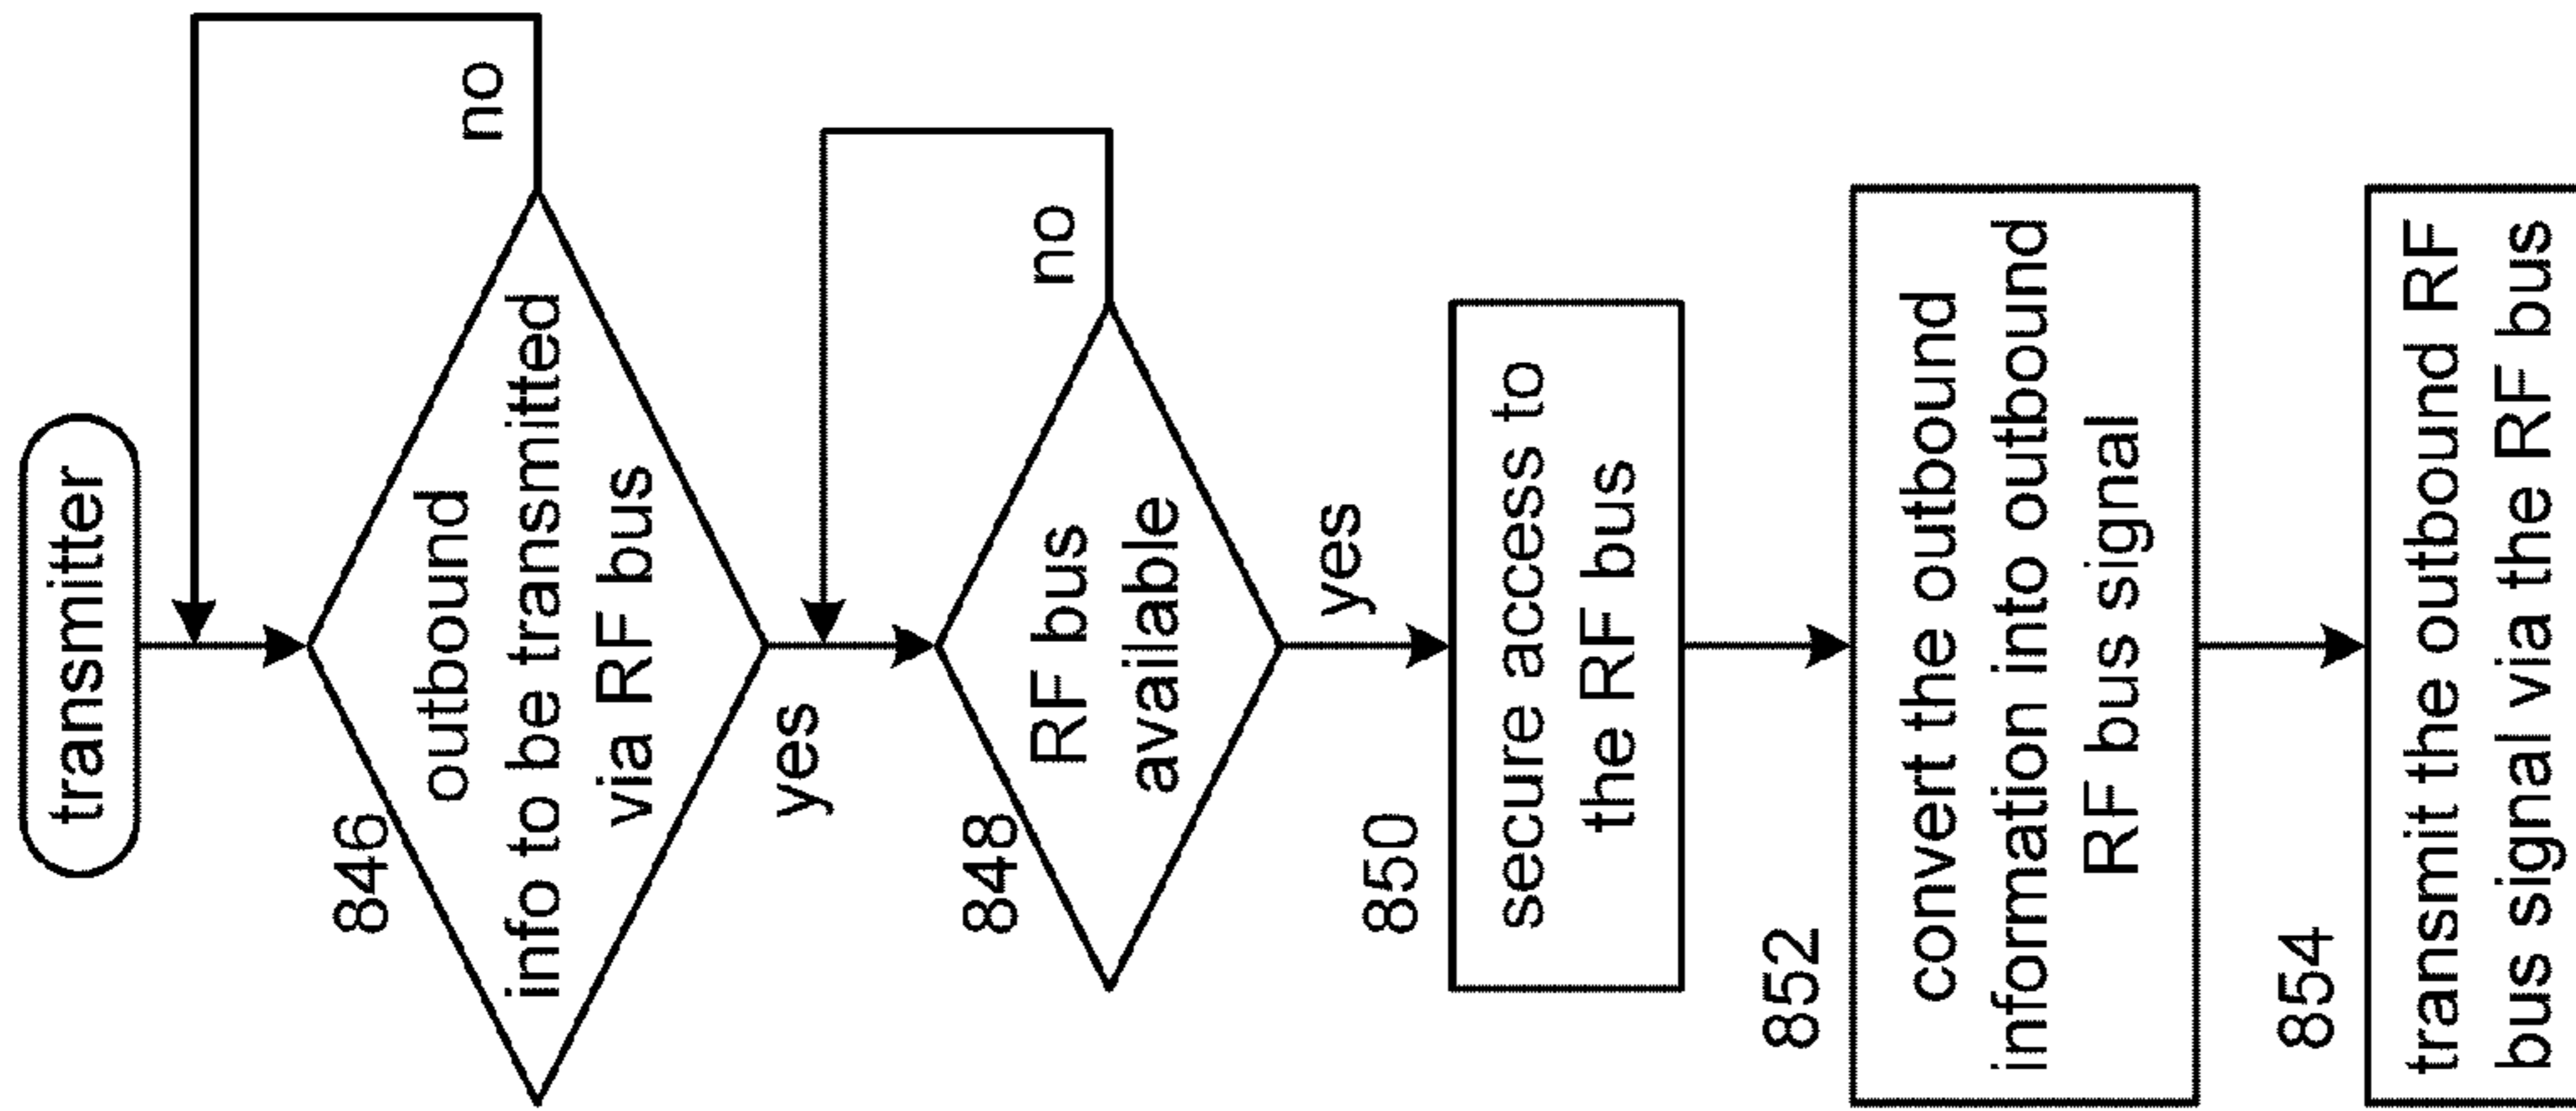 transmitter
846
outbound
info to be transmitted
via RF bus
no
yes
848
RF bus
available
no
yes
850
secure access to
the RF bus
852
convert the outbound
information into outbound
RF bus signal
854
transmit the outbound RF
bus signal via the RF bus